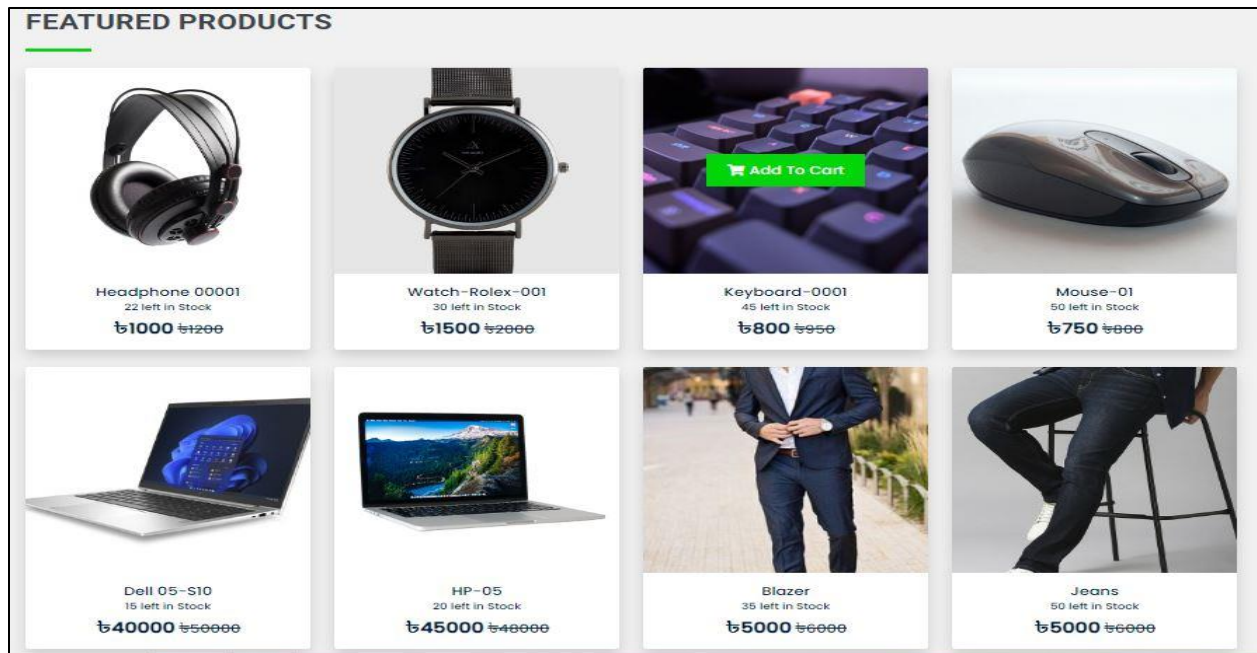 FEATURED PRODUCTS
Add To Cart
Headphone 00001
22 left in Stock
৳1000 ৳1200
Watch-Rolex-001
30 left in Stock
৳1500 ৳2000
Keyboard-0001
45 left in Stock
৳800 ৳950
Mouse-01
50 left in Stock
৳750 ৳800
Dell 05-S10
15 left in Stock
৳40000 ৳50000
HP-05
20 left in Stock
৳45000 ৳48000
Blazer
35 left in Stock
৳5000 ৳6000
Jeans
50 left in Stock
৳5000 ৳6000